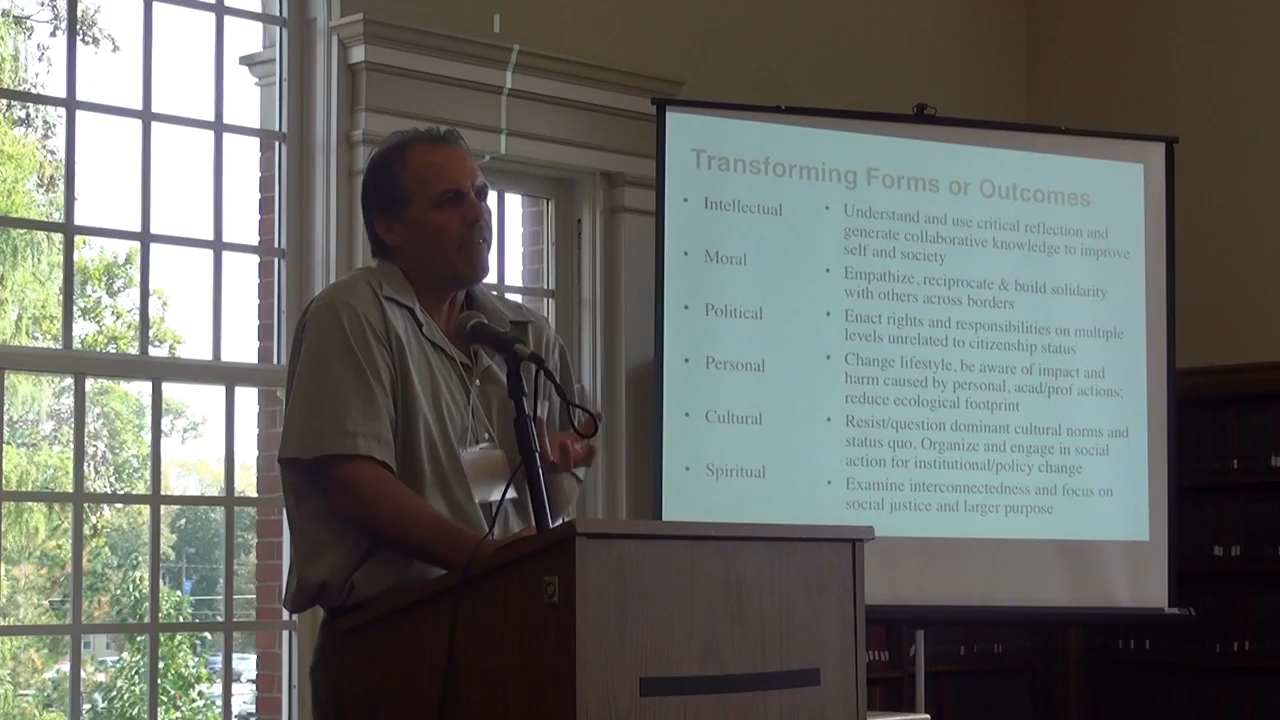 Transforming Forms or Outcomes
• Intellectual
• Moral
• Political
• Personal
• Cultural
• Spiritual
• Understand and use critical reflection and
generate collaborative knowledge to improve
self and society
• Empathize, reciprocate & build solidarity
with others across borders
• Enact rights and responsibilities on multiple
levels unrelated to citizenship status
• Change lifestyle, be aware of impact and
harm caused by personal, acad/prof actions;
reduce ecological footprint
• Resist/question dominant cultural norms and
status quo. Organize and engage in social
action for institutional/policy change
• Examine interconnectedness and focus on
social justice and larger purpose